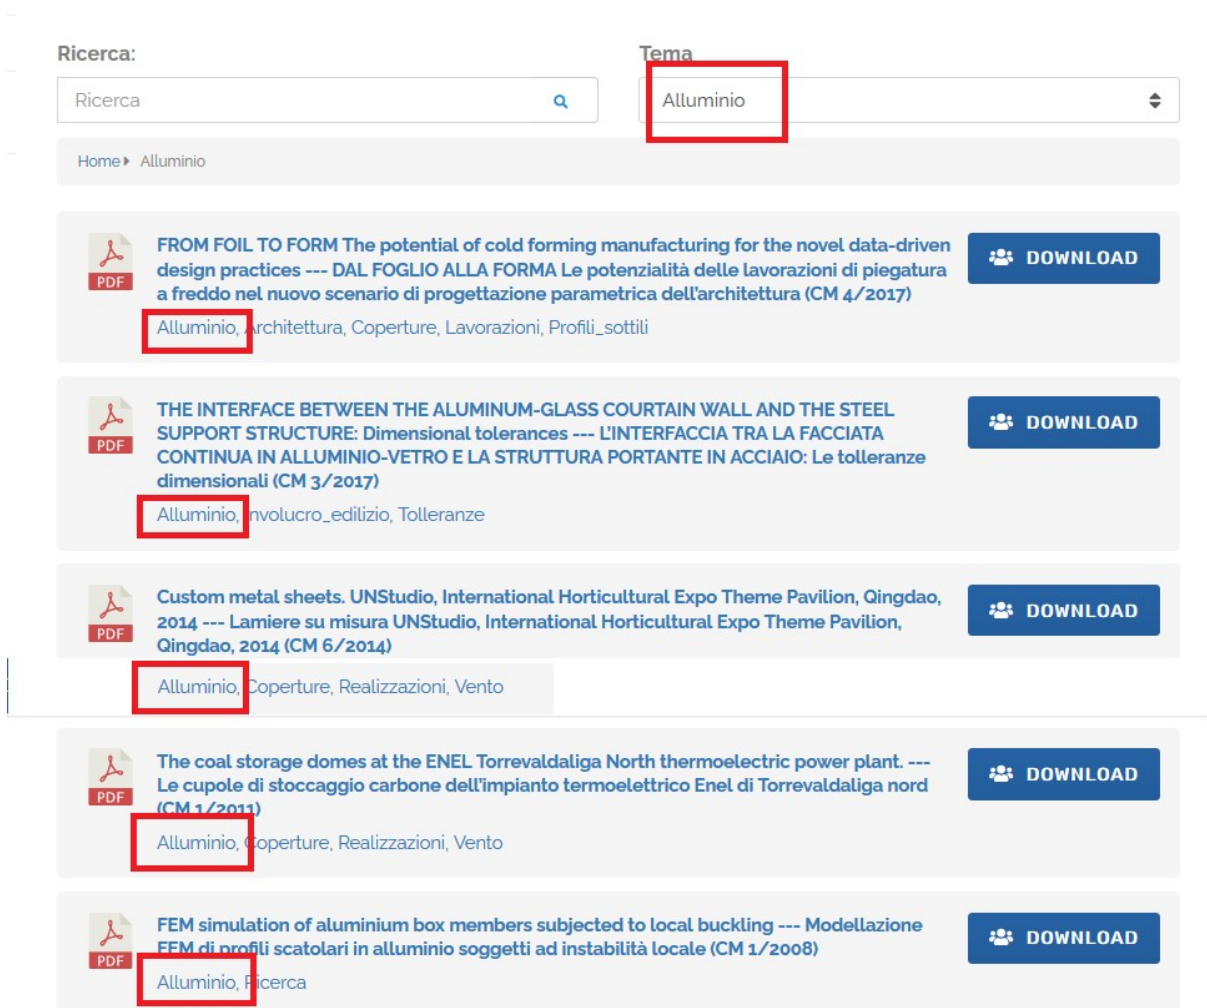 Ricerca:
Tema
Ricerca
Alluminio
Home Alluminio
FROM FOIL TO FORM The potential of cold forming manufacturing for the novel data-driven
design practices --- DAL FOGLIO ALLA FORMA Le potenzialità delle lavorazioni di piegatura
a freddo nel nuovo scenario di progettazione parametrica dell'architettura (CM 4/2017)
Alluminio, Architettura, Coperture, Lavorazioni, Profili_sottili
PDF
DOWNLOAD
THE INTERFACE BETWEEN THE ALUMINUM-GLASS COURTAIN WALL AND THE STEEL
SUPPORT STRUCTURE: Dimensional tolerances --- L'INTERFACCIA TRA LA FACCIATA
CONTINUA IN ALLUMINIO-VETRO E LA STRUTTURA PORTANTE IN ACCIAIO: Le tolleranze
dimensionali (CM 3/2017)
Alluminio, Involucro_edilizio, Tolleranze
PDF
DOWNLOAD
Custom metal sheets. UNStudio, International Horticultural Expo Theme Pavilion, Qingdao,
2014 --- Lamiere su misura UNStudio, International Horticultural Expo Theme Pavilion,
Qingdao, 2014 (CM 6/2014)
Alluminio, Coperture, Realizzazioni, Vento
PDF
DOWNLOAD
The coal storage domes at the ENEL Torrevaldaliga North thermoelectric power plant. ---
Le cupole di stoccaggio carbone dell'impianto termoelettrico Enel di Torrevaldaliga nord
(CM 1/2011)
Alluminio, Coperture, Realizzazioni, Vento
PDF
DOWNLOAD
FEM simulation of aluminium box members subjected to local buckling --- Modellazione
FEM di profili scatolari in alluminio soggetti ad instabilità locale (CM 1/2008)
Alluminio, Ricerca
PDF
DOWNLOAD